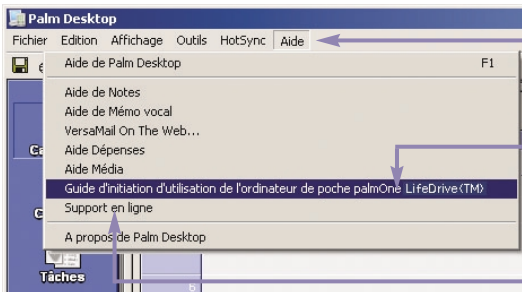 Palm Desktop
Fichier Edition Affichage Outils HotSync Aide
Aide de Palm Desktop F1
Aide de Notes
Aide de Mémo vocal
VersaMail On The Web...
Aide Dépenses
Aide Média
Guide d'initiation d'utilisation de l'ordinateur de poche palmOne LifeDrive(TM)
Support en ligne
A propos de Palm Desktop
Tâches
6